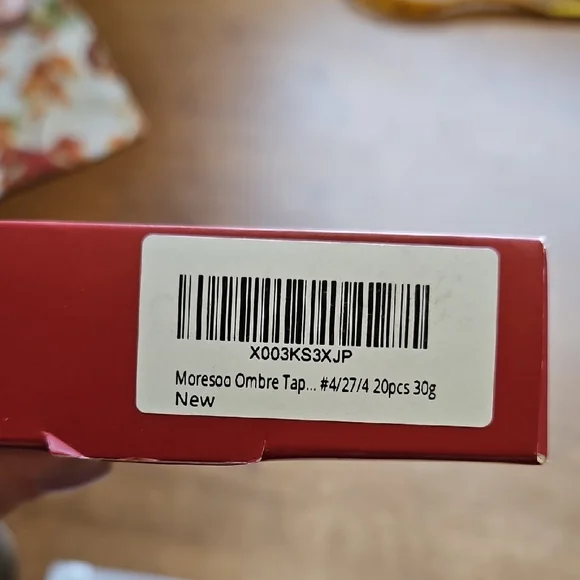 X003KS3XJP
Moresoo Ombre Tap... #4/27/4 20pcs 30g
New